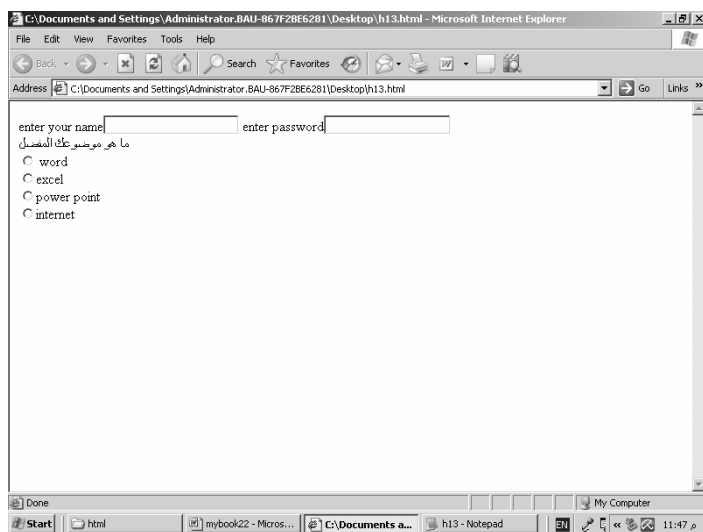 C:\Documents and Settings\Administrator.BAU-867F2BE6281\Desktop\h13.html - Microsoft Internet Explorer
File Edit View Favorites Tools Help
Back Search Favorites
Address C:\Documents and Settings\Administrator.BAU-867F2BE6281\Desktop\h13.html Go Links »
enter your name enter password
ما هو موضوعك المفضل
word
excel
power point
internet
Done My Computer
Start html mybook22 - Micros... C:\Documents a... h13 - Notepad EN « 11:47 م